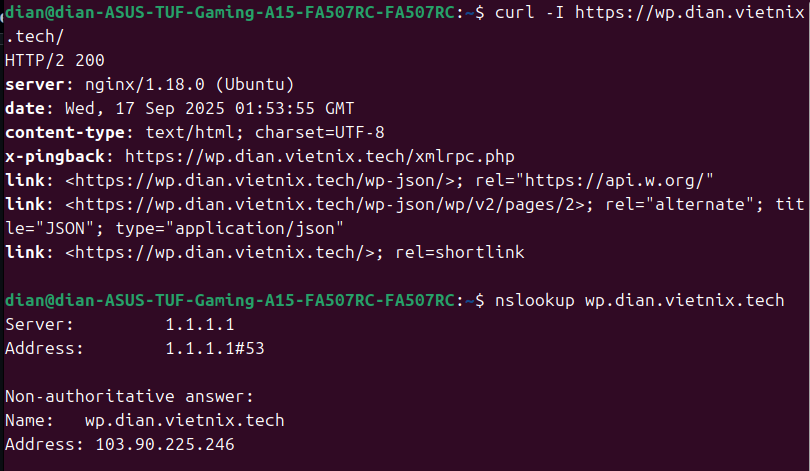 dian@dian-ASUS-TUF-Gaming-A15-FA507RC-FA507RC:~$ curl -I https://wp.dian.vietnix
.tech/
HTTP/2 200
server: nginx/1.18.0 (Ubuntu)
date: Wed, 17 Sep 2025 01:53:55 GMT
content-type: text/html; charset=UTF-8
x-pingback: https://wp.dian.vietnix.tech/xmlrpc.php
link: <https://wp.dian.vietnix.tech/wp-json/>; rel="https://api.w.org/"
link: <https://wp.dian.vietnix.tech/wp-json/wp/v2/pages/2>; rel="alternate"; tit
le="JSON"; type="application/json"
link: <https://wp.dian.vietnix.tech/>; rel=shortlink

dian@dian-ASUS-TUF-Gaming-A15-FA507RC-FA507RC:~$ nslookup wp.dian.vietnix.tech
Server:         1.1.1.1
Address:        1.1.1.1#53

Non-authoritative answer:
Name:   wp.dian.vietnix.tech
Address: 103.90.225.246